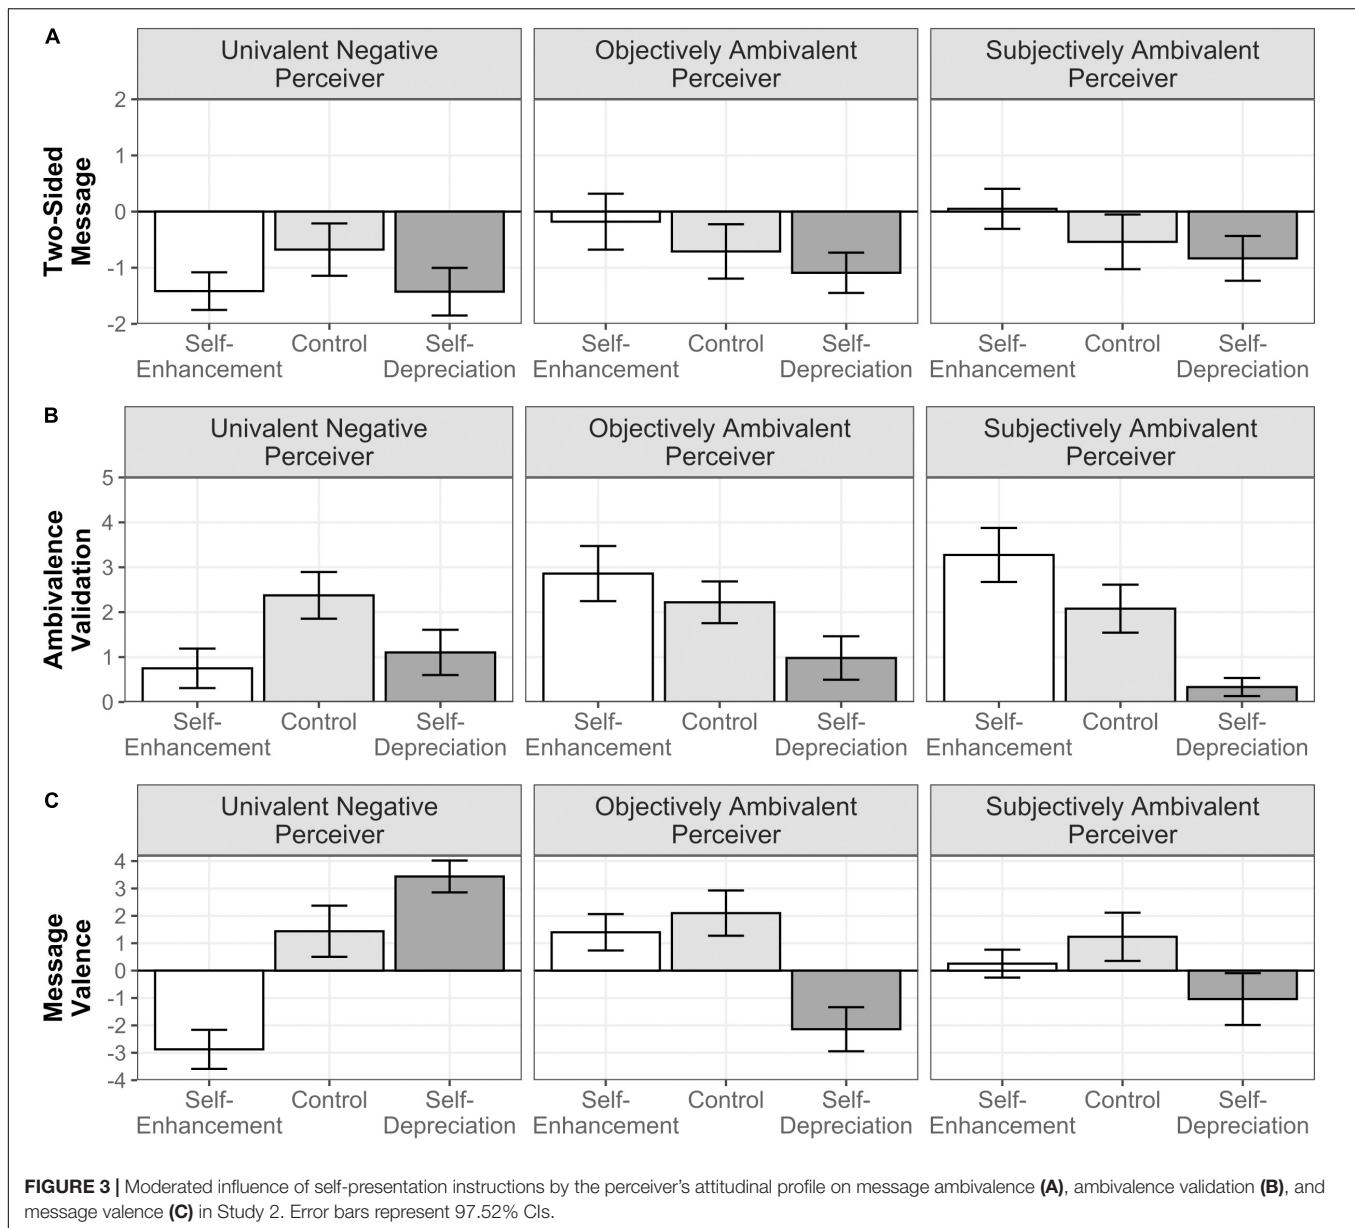 A
Univalent Negative Perceiver
Objectively Ambivalent Perceiver
Subjectively Ambivalent Perceiver
Two-Sided Message
2
1
0
-1
-2
Self-Enhancement
Control
Self-Depreciation
Self-Enhancement
Control
Self-Depreciation
Self-Enhancement
Control
Self-Depreciation
B
Univalent Negative Perceiver
Objectively Ambivalent Perceiver
Subjectively Ambivalent Perceiver
Ambivalence Validation
5
4
3
2
1
0
Self-Enhancement
Control
Self-Depreciation
Self-Enhancement
Control
Self-Depreciation
Self-Enhancement
Control
Self-Depreciation
C
Univalent Negative Perceiver
Objectively Ambivalent Perceiver
Subjectively Ambivalent Perceiver
Message Valence
4
3
2
1
0
-1
-2
-3
-4
Self-Enhancement
Control
Self-Depreciation
Self-Enhancement
Control
Self-Depreciation
Self-Enhancement
Control
Self-Depreciation
FIGURE 3 | Moderated influence of self-presentation instructions by the perceiver's attitudinal profile on message ambivalence (A), ambivalence validation (B), and
message valence (C) in Study 2. Error bars represent 97.52% CIs.